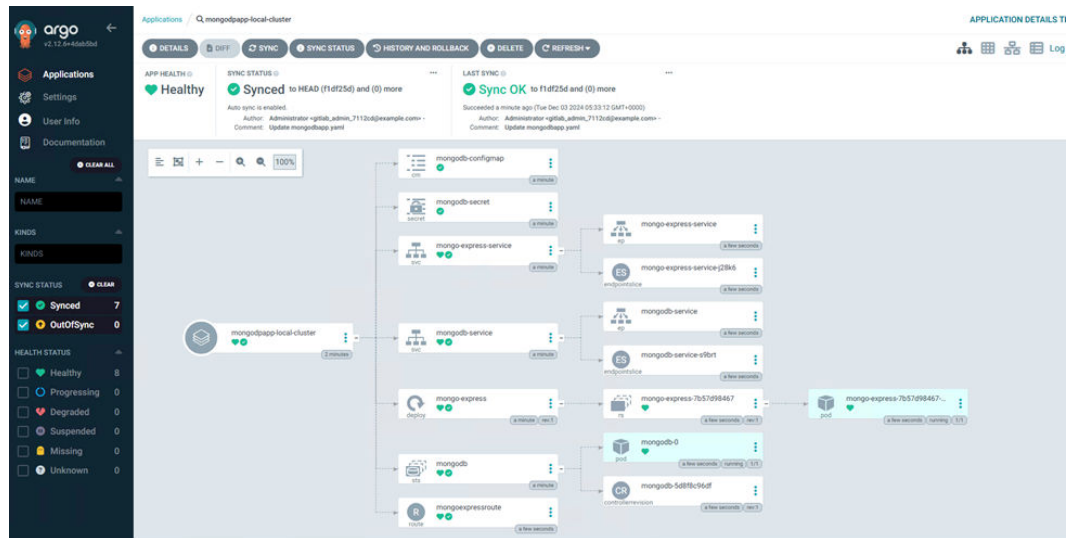 argo
v2.12.6+4dab5bd
Applications
Settings
User Info
Documentation
CLEAR ALL
NAME
NAME
KINDS
KINDS
SYNC STATUS
CLEAR
Synced 7
OutOfSync 0
HEALTH STATUS
Healthy 8
Progressing 0
Degraded 0
Suspended 0
Missing 0
Unknown 0
Applications / mongodpapp-local-cluster
APPLICATION DETAILS T
DETAILS DIFF SYNC SYNC STATUS HISTORY AND ROLLBACK DELETE REFRESH
Log
APP HEALTH
Healthy
SYNC STATUS
Synced to HEAD (f1df25d) and (0) more
Auto sync is enabled.
Author: Administrator <gitlab_admin_7112cd@example.com> -
Comment: Update mongodbapp.yaml
LAST SYNC
Sync OK to f1df25d and (0) more
Succeeded a minute ago (Tue Dec 03 2024 05:33:12 GMT+0000)
Author: Administrator <gitlab_admin_7112cd@example.com> -
Comment: Update mongodbapp.yaml
100%
mongodpapp-local-cluster
2 minutes
mongodb-configmap
cm
a minute
mongodb-secret
secret
a minute
mongo-express-service
svc
a minute
mongo-express-service
ep
a few seconds
ES
mongo-express-service-j28k6
endpointslice
a few seconds
mongodb-service
svc
a minute
mongodb-service
ep
a few seconds
ES
mongodb-service-s9brt
endpointslice
a few seconds
mongo-express
deploy
a minute rev:1
mongo-express-7b57d98467
rs
a few seconds rev:1
mongo-express-7b57d98467-...
pod
a few seconds running 1/1
mongodb
sts
a minute
mongodb-0
pod
a few seconds running 1/1
CR
mongodb-5d8f8c96df
controllerrevision
a few seconds rev:1
R
mongoexpressroute
route
a few seconds